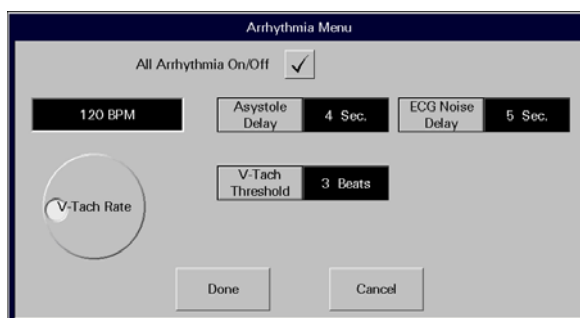 Arrhythmia Menu
All Arrhythmia On/Off ✓
120 BPM
Asystole
Delay
4 Sec.
ECG Noise
Delay
5 Sec.
V-Tach Rate
V-Tach
Threshold
3 Beats
Done
Cancel